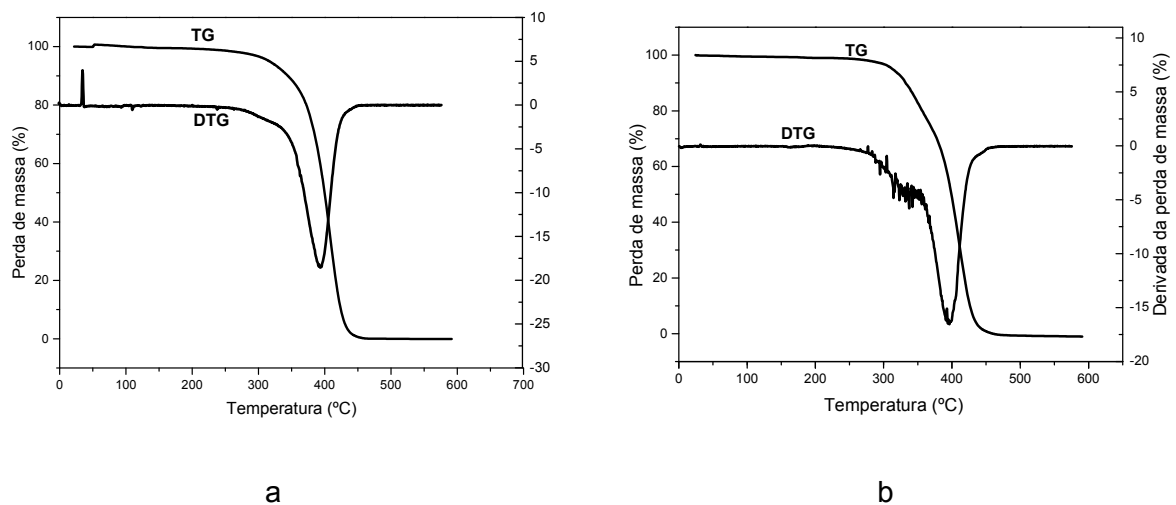 10
100
TG
5
80
0
DTG
-5
60
-10
40
-15
20
-20
-25
0
-30
0 100 200 300 400 500 600 700
Perda de massa (%)
Temperatura (ºC)
a
10
100
TG
5
80
DTG
0
60
-5
40
-10
20
-15
0
-20
0 100 200 300 400 500 600
Perda de massa (%)
Derivada da perda de massa (%)
Temperatura (ºC)
b